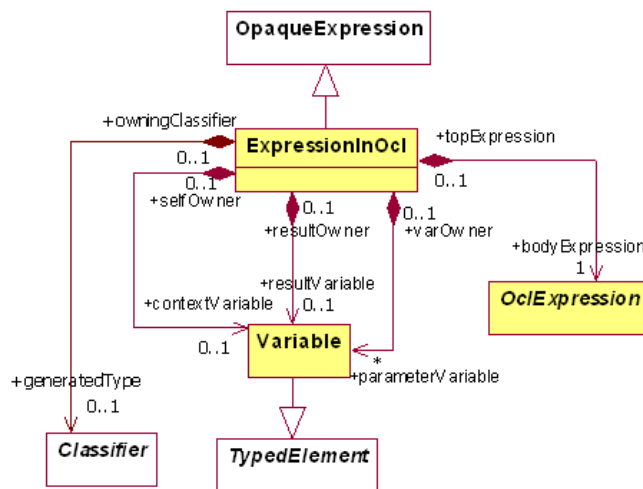 OpaqueExpression
+owningClassifier
0..1
ExpressionInOcl
+topExpression
0..1
0..1
+selfOwner
0..1
+resultOwner
0..1
+varOwner
+bodyExpression
1
OclExpression
+resultVariable
0..1
+contextVariable
0..1
Variable
*
+parameterVariable
+generatedType
0..1
Classifier
TypedElement